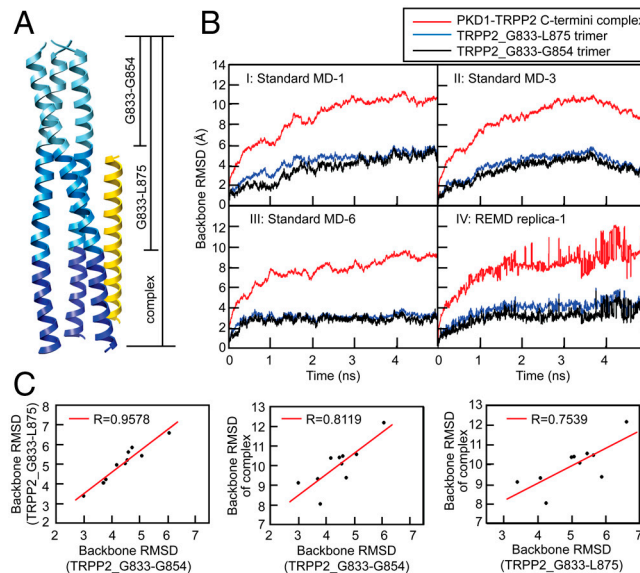 A
G833-G854
G833-L875
complex
B
PKD1-TRPP2 C-termini complex
TRPP2_G833-L875 trimer
TRPP2_G833-G854 trimer
Backbone RMSD (Å)
14
12
10
8
6
4
2
0
I: Standard MD-1
II: Standard MD-3
10
8
6
4
2
0
III: Standard MD-6
IV: REMD replica-1
0 1 2 3 4
0 1 2 3 4 5
Time (ns)
Time (ns)
C
Backbone RMSD
(TRPP2_G833-L875)
8
7
6
5
4
3
2
R=0.9578
2 3 4 5 6 7
Backbone RMSD
(TRPP2_G833-G854)
Backbone RMSD
of complex
13
12
11
10
9
8
7
R=0.8119
2 3 4 5 6 7
Backbone RMSD
(TRPP2_G833-G854)
Backbone RMSD
of complex
13
12
11
10
9
8
7
R=0.7539
3 4 5 6 7
Backbone RMSD
(TRPP2_G833-L875)